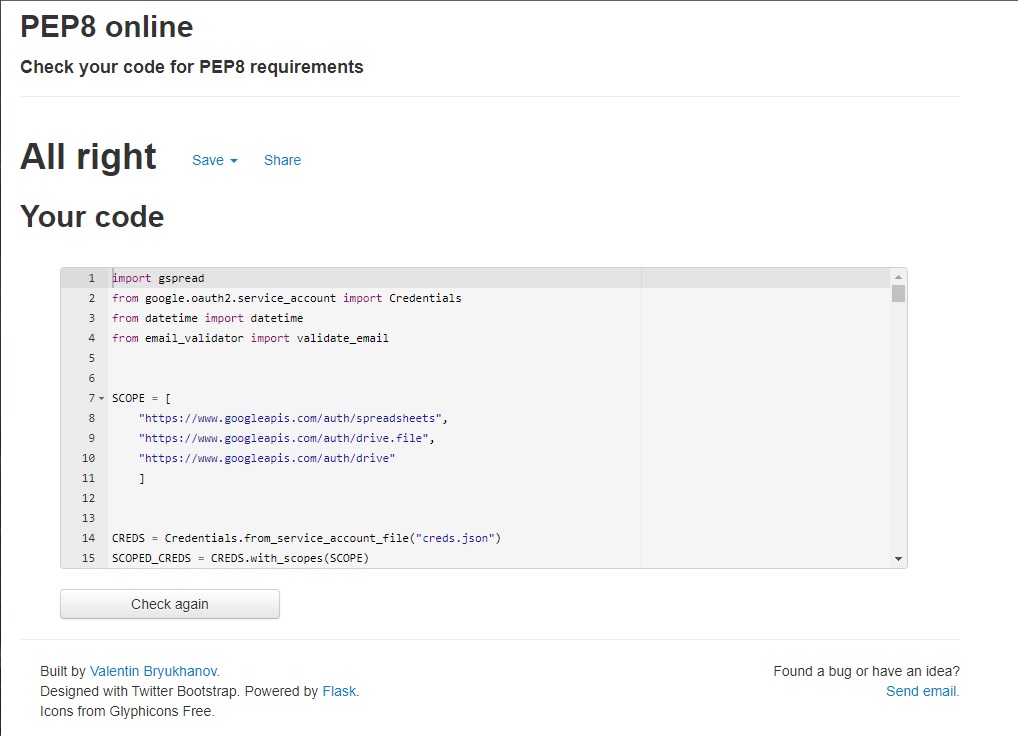 PEP8 online
Check your code for PEP8 requirements
All right Save Share
Your code
1 import gspread
2 from google.oauth2.service_account import Credentials
3 from datetime import datetime
4 from email_validator import validate_email
5
6
7 SCOPE = [
8     "https://www.googleapis.com/auth/spreadsheets",
9     "https://www.googleapis.com/auth/drive.file",
10     "https://www.googleapis.com/auth/drive"
11     ]
12
13
14 CREDS = Credentials.from_service_account_file("creds.json")
15 SCOPED_CREDS = CREDS.with_scopes(SCOPE)
Check again
Built by Valentin Bryukhanov.
Designed with Twitter Bootstrap. Powered by Flask.
Icons from Glyphicons Free.
Found a bug or have an idea?
Send email.